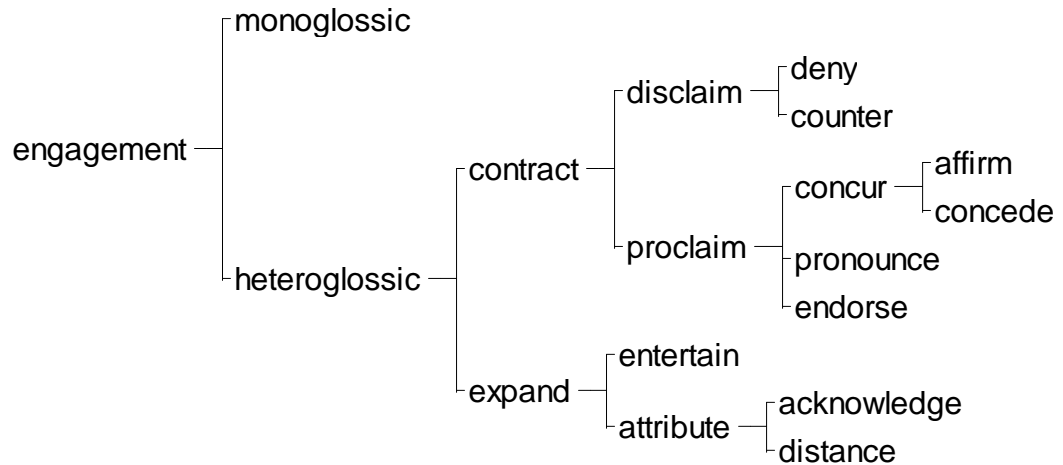 monoglossic
deny
disclaim
counter
engagement
contract
affirm
concur
concede
proclaim
pronounce
heteroglossic
endorse
entertain
expand
acknowledge
attribute
distance